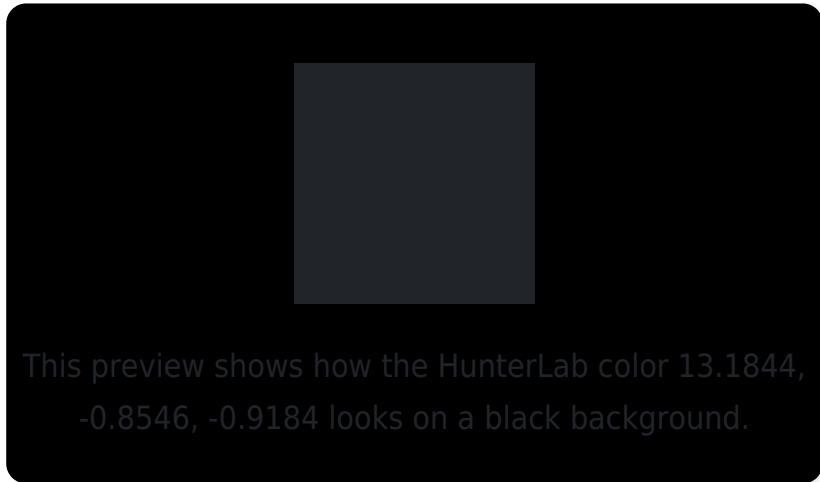 This preview shows how the HunterLab color 13.1844,
-0.8546, -0.9184 looks on a black background.